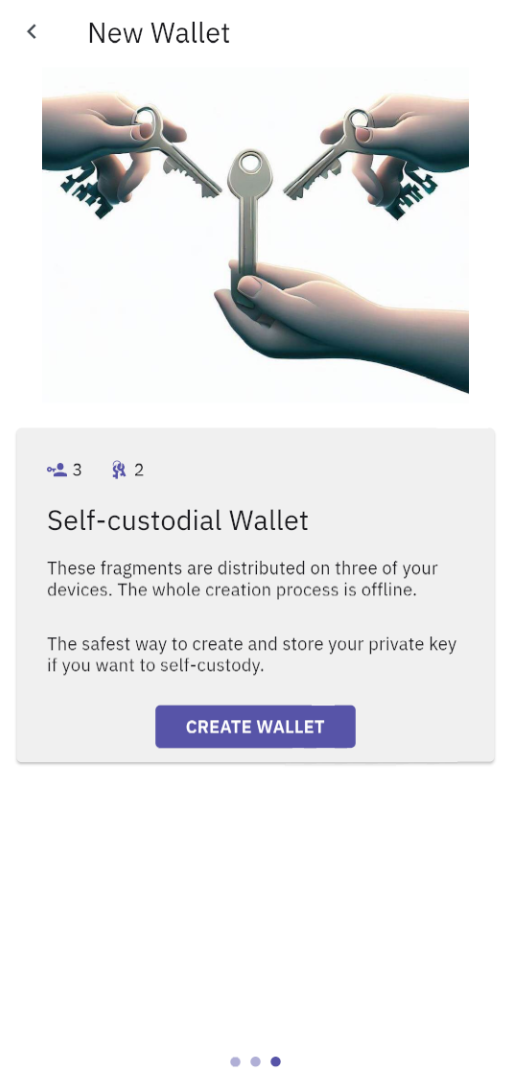 New Wallet
3 2
Self-custodial Wallet
These fragments are distributed on three of your
devices. The whole creation process is offline.
The safest way to create and store your private key
if you want to self-custody.
CREATE WALLET